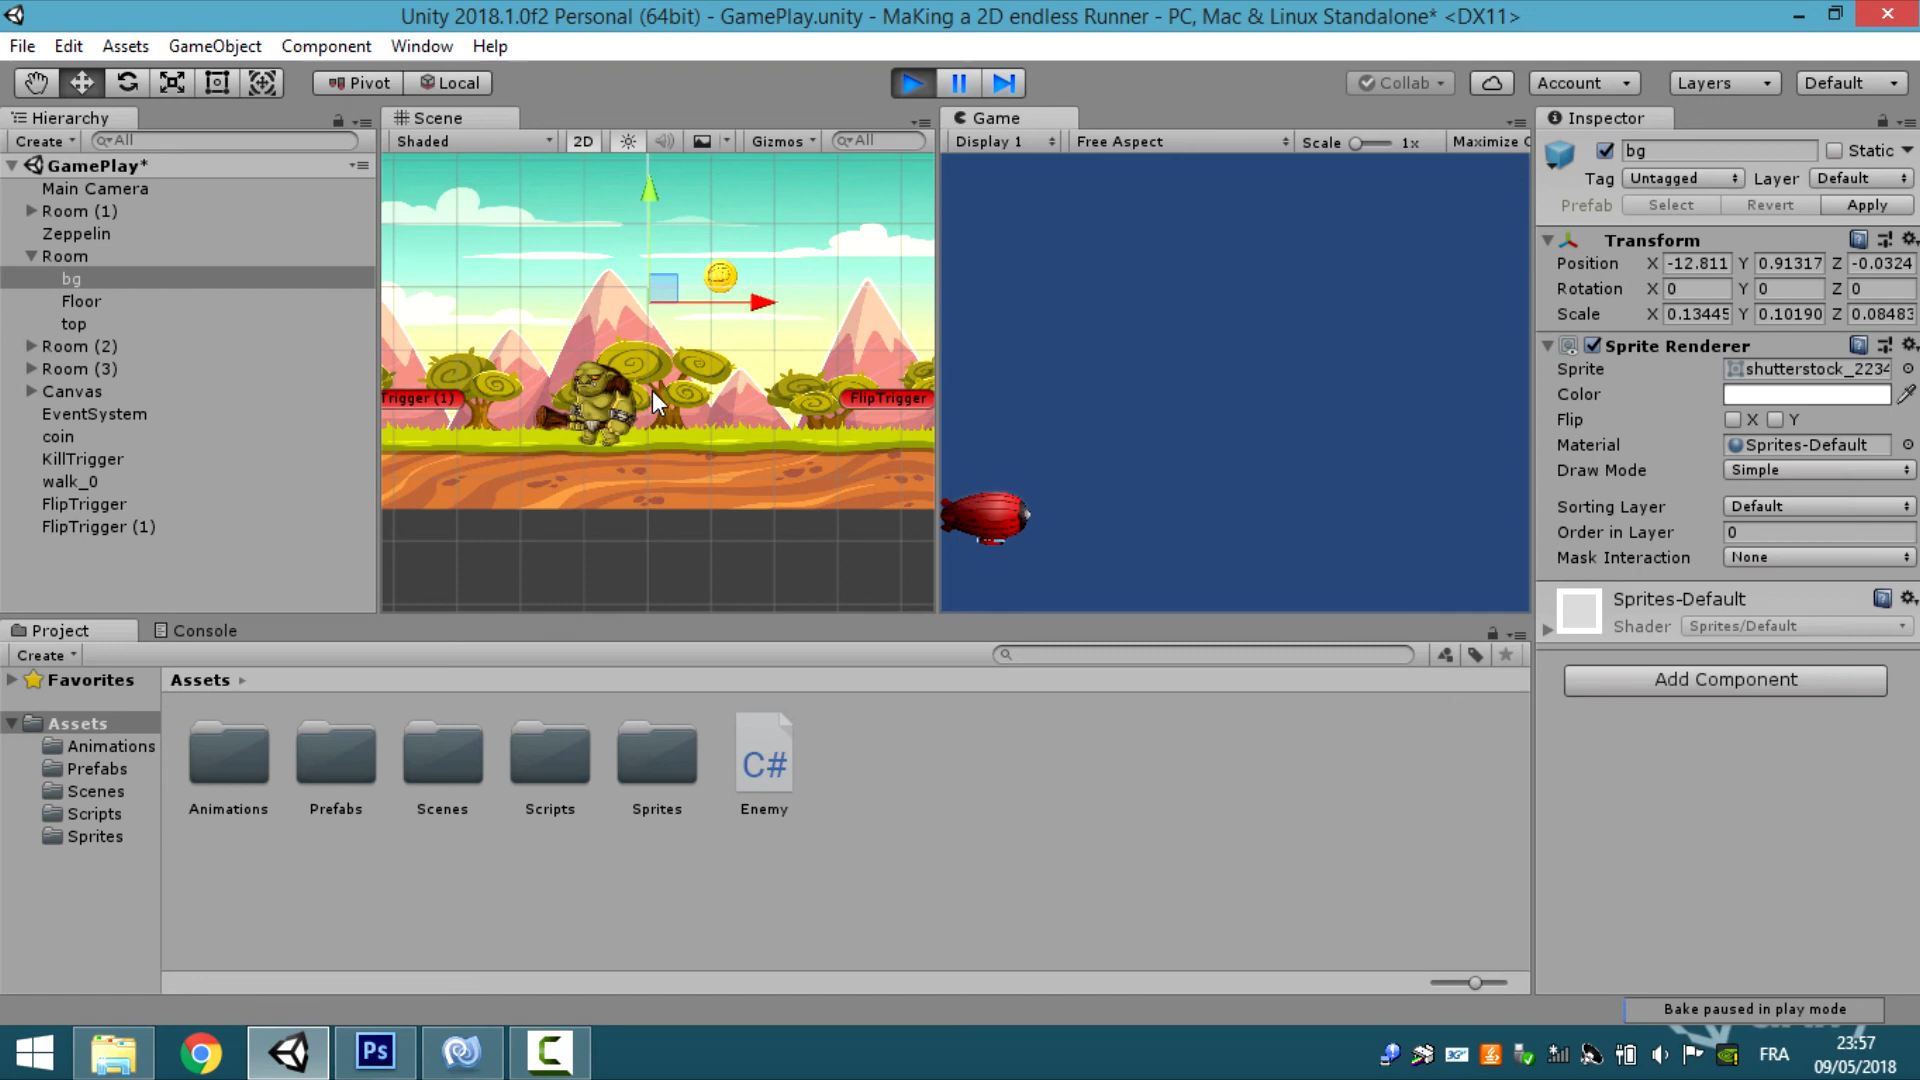 Unity 2018.1.0f2 Personal (64bit) - GamePlay.unity - MaKing a 2D endless Runner - PC, Mac & Linux Standalone* <DX11>
File Edit Assets GameObject Component Window Help
Pivot Local Collab Account Layers Default
Hierarchy
Create All
GamePlay*
Main Camera
Room (1)
Zeppelin
Room
bg
Floor
top
Room (2)
Room (3)
Canvas
EventSystem
coin
KillTrigger
walk_0
FlipTrigger
FlipTrigger (1)
Scene
Shaded 2D Gizmos All
Trigger (1)
FlipTrigger
Game
Display 1 Free Aspect Scale 1x Maximize
Inspector
bg Static
Tag Untagged Layer Default
Prefab Select Revert Apply
Transform
Position X -12.811 Y 0.91317 Z -0.0324
Rotation X 0 Y 0 Z 0
Scale X 0.13445 Y 0.10190 Z 0.08483
Sprite Renderer
Sprite shutterstock_2234
Color
Flip X Y
Material Sprites-Default
Draw Mode Simple
Sorting Layer Default
Order in Layer 0
Mask Interaction None
Sprites-Default
Shader Sprites/Default
Add Component
Project Console
Create
Favorites
Assets
Animations
Prefabs
Scenes
Scripts
Sprites
Assets
Animations Prefabs Scenes Scripts Sprites
C#
Enemy
Bake paused in play mode
Ps
3G
FRA
23:57
09/05/2018